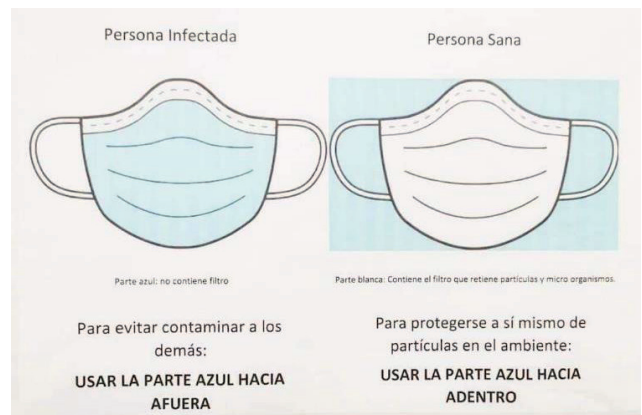 Persona Infectada
Persona Sana
Parte azul: no contiene filtro
Parte blanca: Contiene el filtro que retiene partículas y micro organismos.
Para evitar contaminar a los
demás:
USAR LA PARTE AZUL HACIA
AFUERA
Para protegerse a sí mismo de
partículas en el ambiente:
USAR LA PARTE AZUL HACIA
ADENTRO